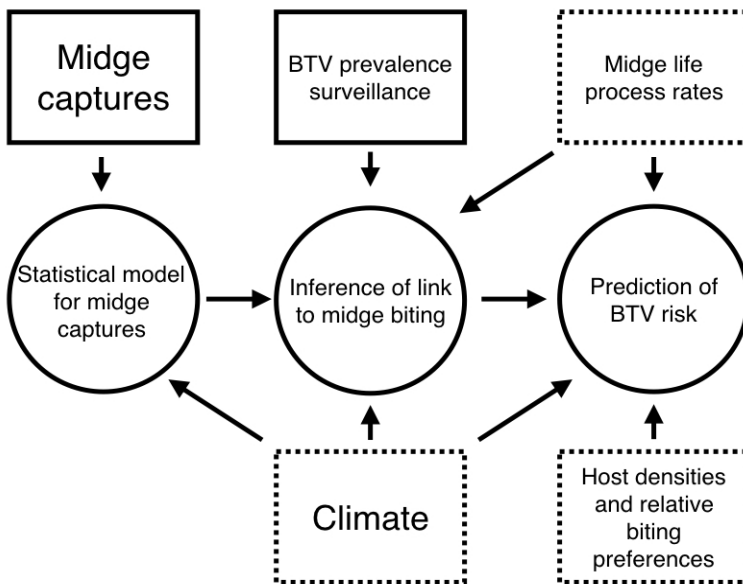 Midge
captures
BTV prevalence
surveillance
Midge life
process rates
Statistical model
for midge
captures
Inference of link
to midge biting
Prediction of
BTV risk
Climate
Host densities
and relative
biting
preferences